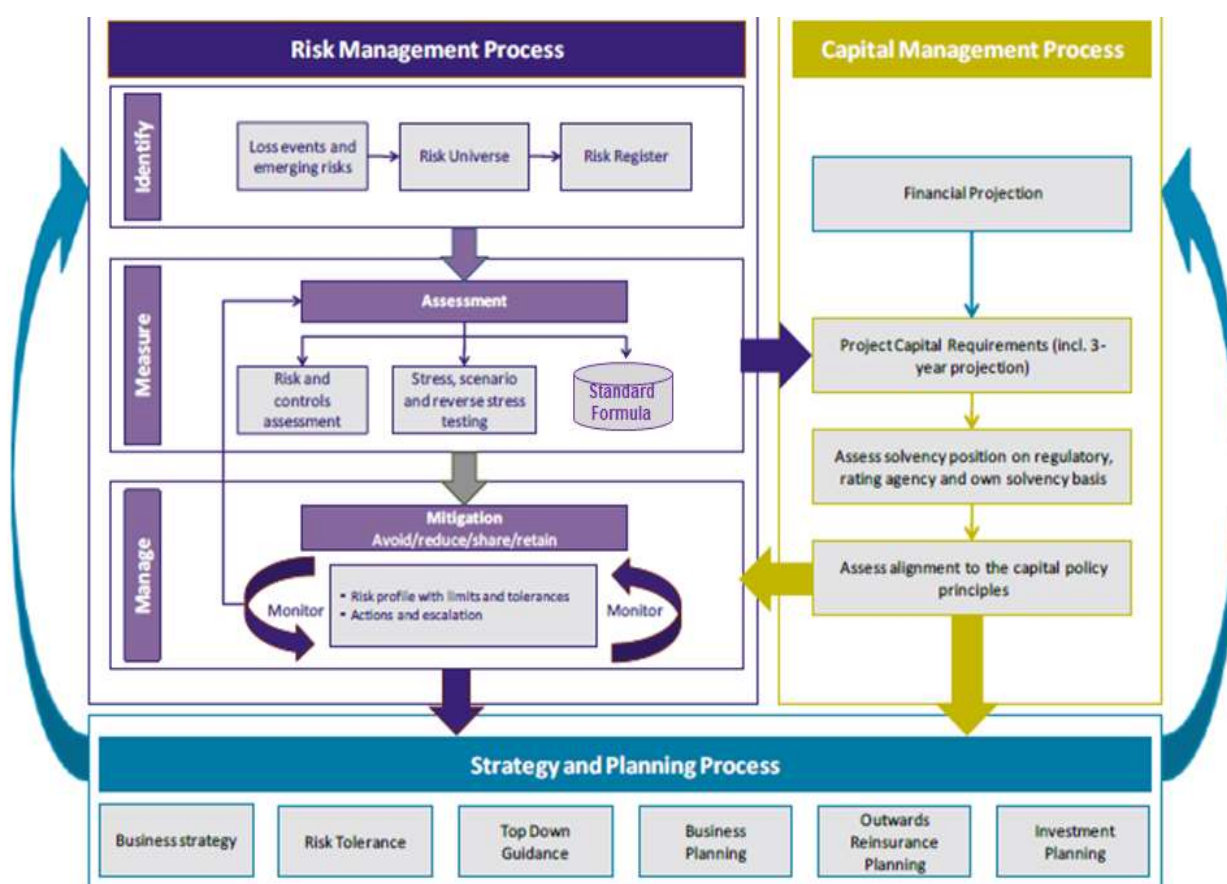 Risk Management Process
Capital Management Process
Identify
Loss events and
emerging risks
Risk Universe
Risk Register
Financial Projection
Measure
Assessment
Risk and
controls
assessment
Stress, scenario
and reverse stress
testing
Standard
Formula
Project Capital Requirements (incl. 3-
year projection)
Assess solvency position on regulatory,
rating agency and own solvency basis
Manage
Mitigation
Avoid/reduce/share/retain
Monitor
▪ Risk profile with limits and tolerances
▪ Actions and escalation
Monitor
Assess alignment to the capital policy
principles
Strategy and Planning Process
Business strategy
Risk Tolerance
Top Down
Guidance
Business
Planning
Outwards
Reinsurance
Planning
Investment
Planning